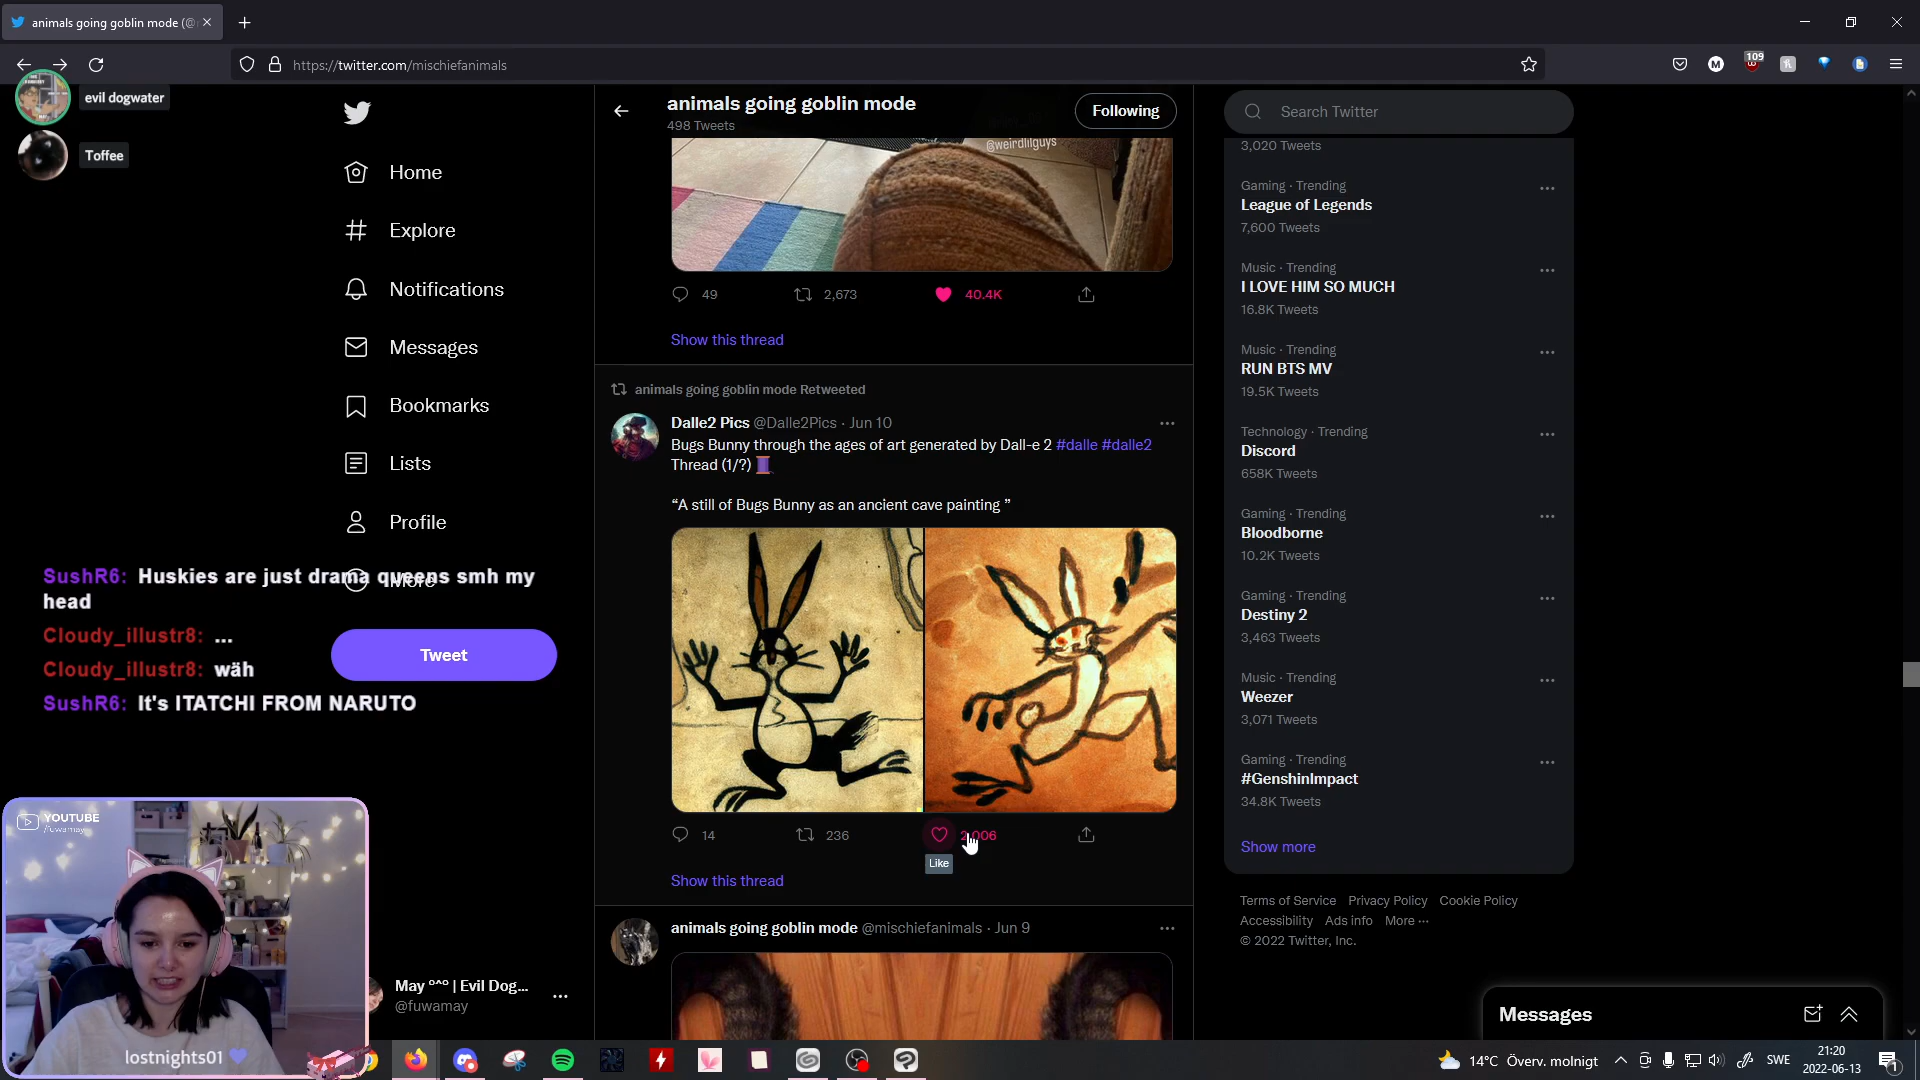 animals going goblin mode (@
https://twitter.com/mischiefanimals
109
evil dogwater
Toffee
Home
Explore
Notifications
Messages
Bookmarks
Lists
Profile
More
Tweet
SushR6: Huskies are just drama queens smh my
head
Cloudy_illustr8: ...
Cloudy_illustr8: wäh
SushR6: It's ITATCHI FROM NARUTO
YOUTUBE
/fuwamay
lostnights01
May º^º | Evil Dog...
@fuwamay
animals going goblin mode
498 Tweets
Following
@weirdlilguys
49
2,673
40.4K
Show this thread
animals going goblin mode Retweeted
Dalle2 Pics @Dalle2Pics · Jun 10
Bugs Bunny through the ages of art generated by Dall-e 2 #dalle #dalle2
Thread (1/?)
“A still of Bugs Bunny as an ancient cave painting ”
14
236
2,006
Like
Show this thread
animals going goblin mode @mischiefanimals · Jun 9
Search Twitter
3,020 Tweets
Gaming · Trending
League of Legends
7,600 Tweets
Music · Trending
I LOVE HIM SO MUCH
16.8K Tweets
Music · Trending
RUN BTS MV
19.5K Tweets
Technology · Trending
Discord
658K Tweets
Gaming · Trending
Bloodborne
10.2K Tweets
Gaming · Trending
Destiny 2
3,463 Tweets
Music · Trending
Weezer
3,071 Tweets
Gaming · Trending
#GenshinImpact
34.8K Tweets
Show more
Terms of Service Privacy Policy Cookie Policy
Accessibility Ads info More ···
© 2022 Twitter, Inc.
Messages
14°C Överv. molnigt
SWE
21:20
2022-06-13
1